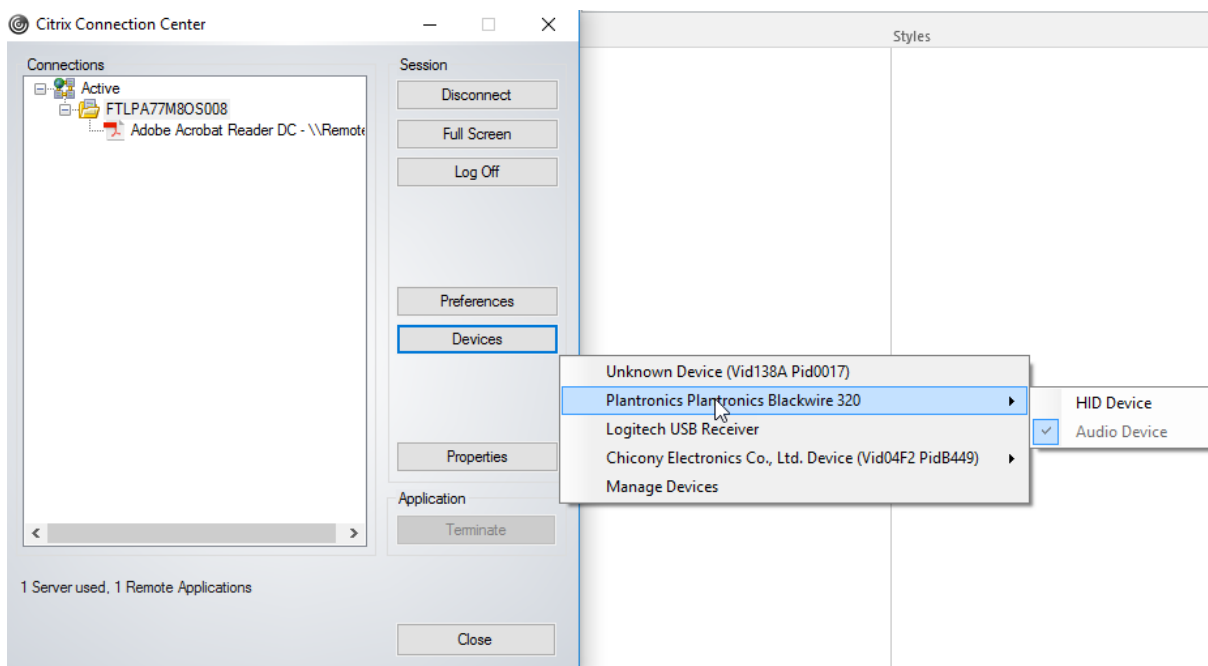 Citrix Connection Center
Styles
Connections
Active
FTLPA77M8OS008
Adobe Acrobat Reader DC - \\Remote
Session
Disconnect
Full Screen
Log Off
Preferences
Devices
Properties
Application
Terminate
Unknown Device (Vid138A Pid0017)
Plantronics Plantronics Blackwire 320
Logitech USB Receiver
Chicony Electronics Co., Ltd. Device (Vid04F2 PidB449)
Manage Devices
HID Device
Audio Device
1 Server used, 1 Remote Applications
Close